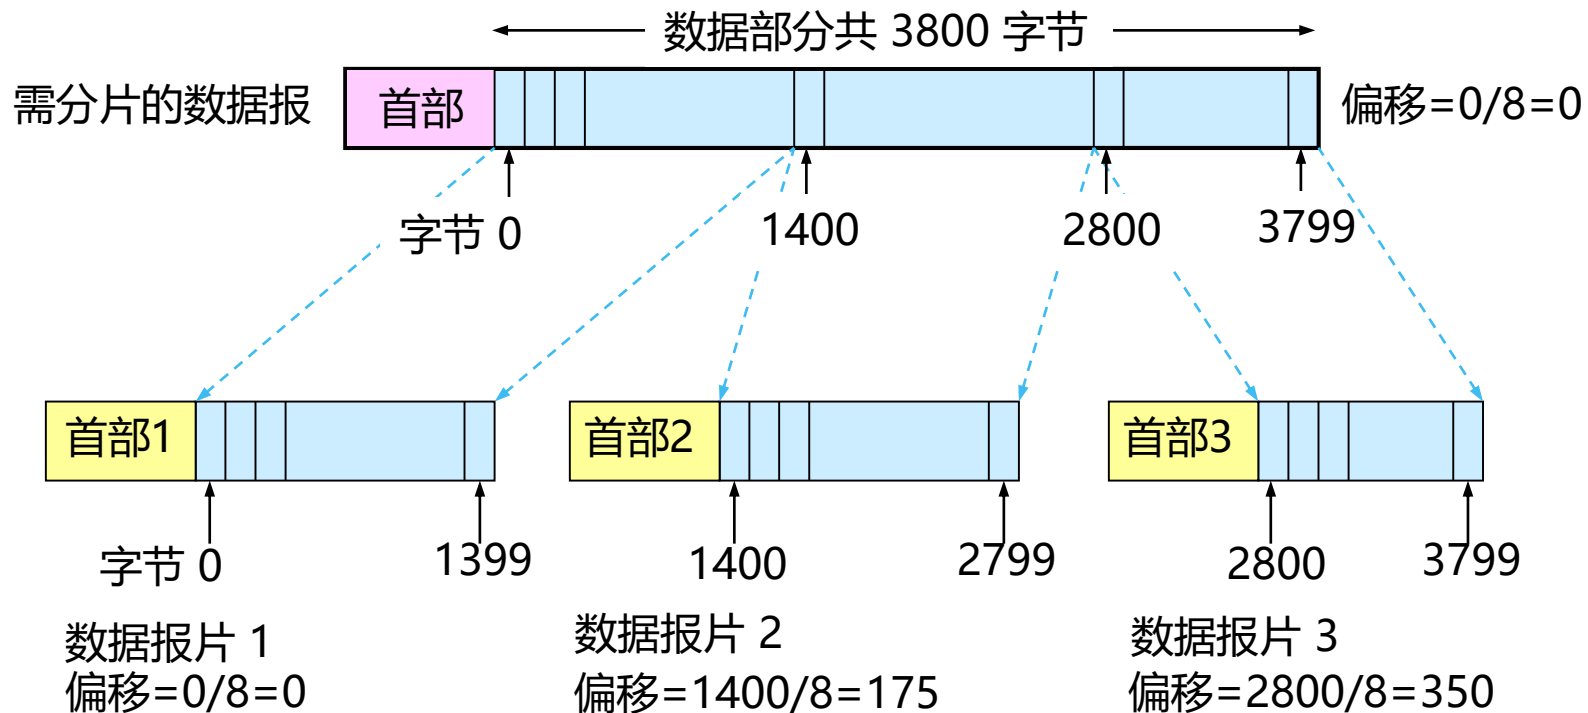 数据部分共 3800 字节
需分片的数据报
首部
偏移=0/8=0
字节 0
1400
2800
3799
首部1
首部2
首部3
字节 0
1399
1400
2799
2800
3799
数据报片 1
偏移=0/8=0
数据报片 2
偏移=1400/8=175
数据报片 3
偏移=2800/8=350